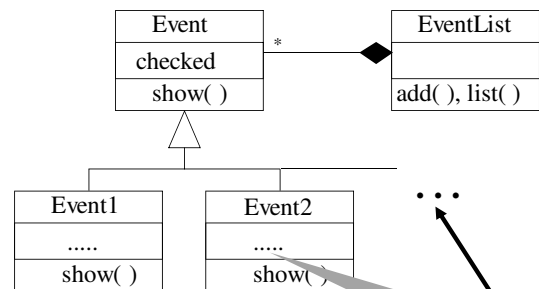 Event
EventList
*
checked
show( )
add( ), list( )
Event1
Event2
• • •
.....
.....
show( )
show( )